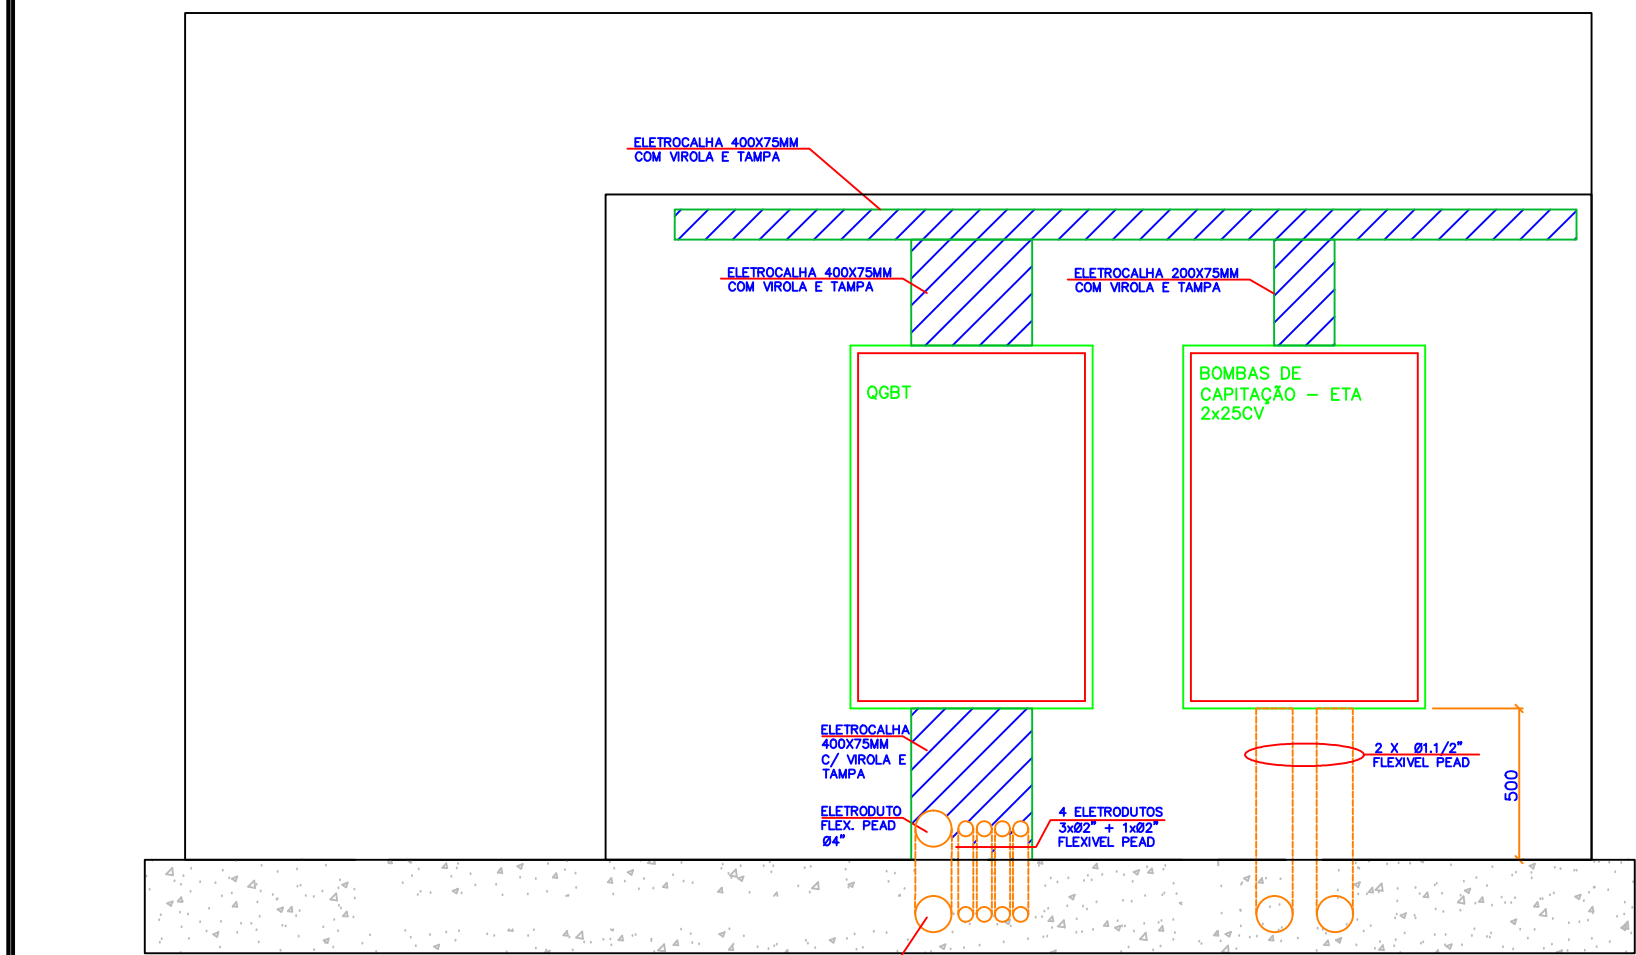 ELETROCALHA 400X75MM
COM VIROLA E TAMPA
ELETROCALHA 400X75MM
COM VIROLA E TAMPA
ELETROCALHA 200X75MM
COM VIROLA E TAMPA
QGBT
BOMBAS DE
CAPITAÇÃO - ETA
2x25CV
ELETROCALHA
400X75MM
C/ VIROLA E
TAMPA
2 X Ø1.1/2"
FLEXIVEL PEAD
500
ELETRODUTO
FLEX. PEAD
Ø4"
4 ELETRODUTOS
3xØ2" + 1xØ2"
FLEXIVEL PEAD